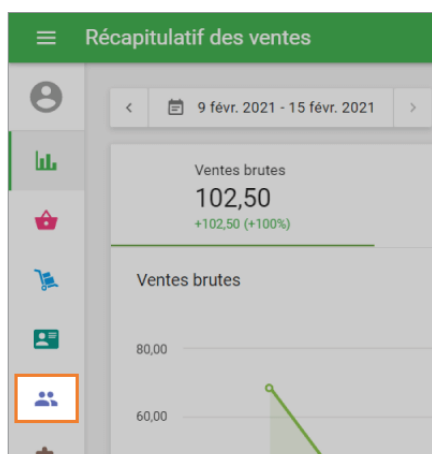 Récapitulatif des ventes
9 févr. 2021 - 15 févr. 2021
Ventes brutes
102,50
+102,50 (+100%)
Ventes brutes
80,00
60,00